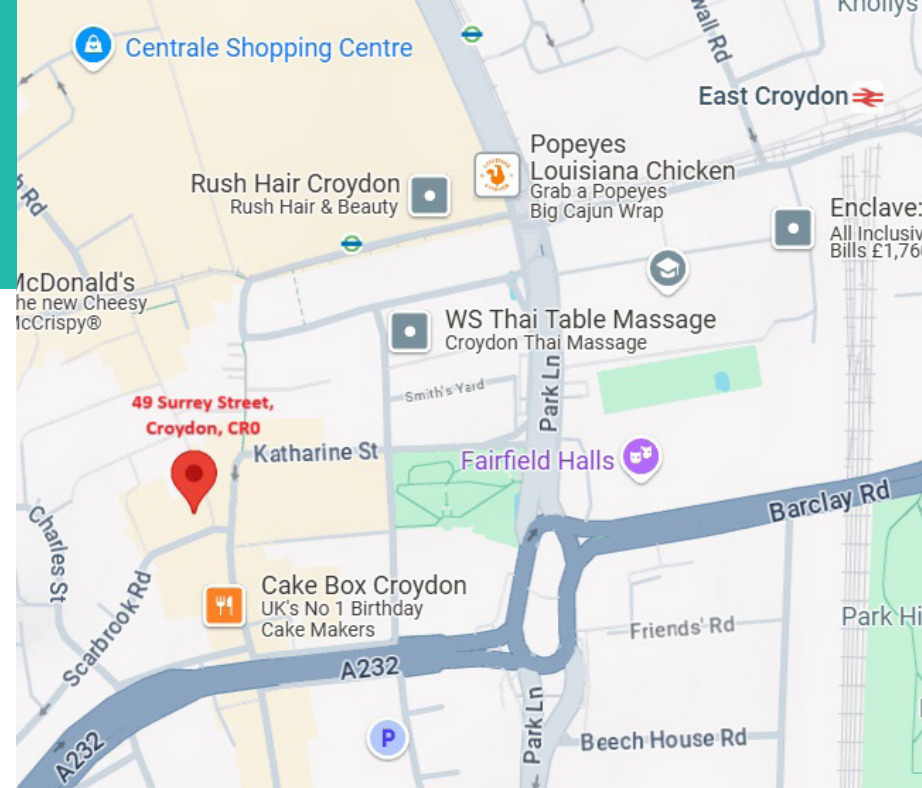 Knollys
wall Rd
Centrale Shopping Centre
East Croydon
Popeyes
Louisiana Chicken
Grab a Popeyes
Big Cajun Wrap
Rush Hair Croydon
Rush Hair & Beauty
h Rd
Enclave:
All Inclusiv
Bills £1,76
McDonald's
he new Cheesy
McCrispy®
WS Thai Table Massage
Croydon Thai Massage
Smith's Yard
Park Ln
49 Surrey Street,
Croydon, CR0
Katharine St
Fairfield Halls
Barclay Rd
Charles St
Scarbrook Rd
Cake Box Croydon
UK's No 1 Birthday
Cake Makers
Friends' Rd
Park Hi
A232
Park Ln
P
Beech House Rd
A232